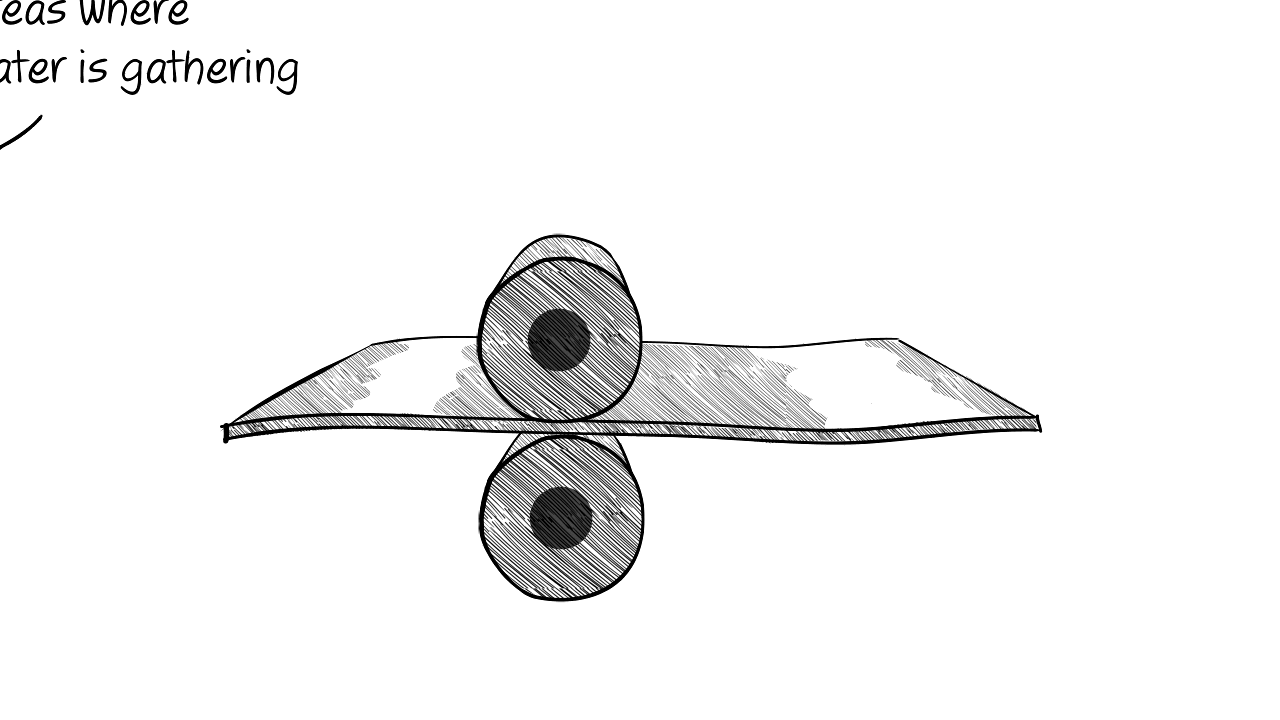 eas where
ater is gathering